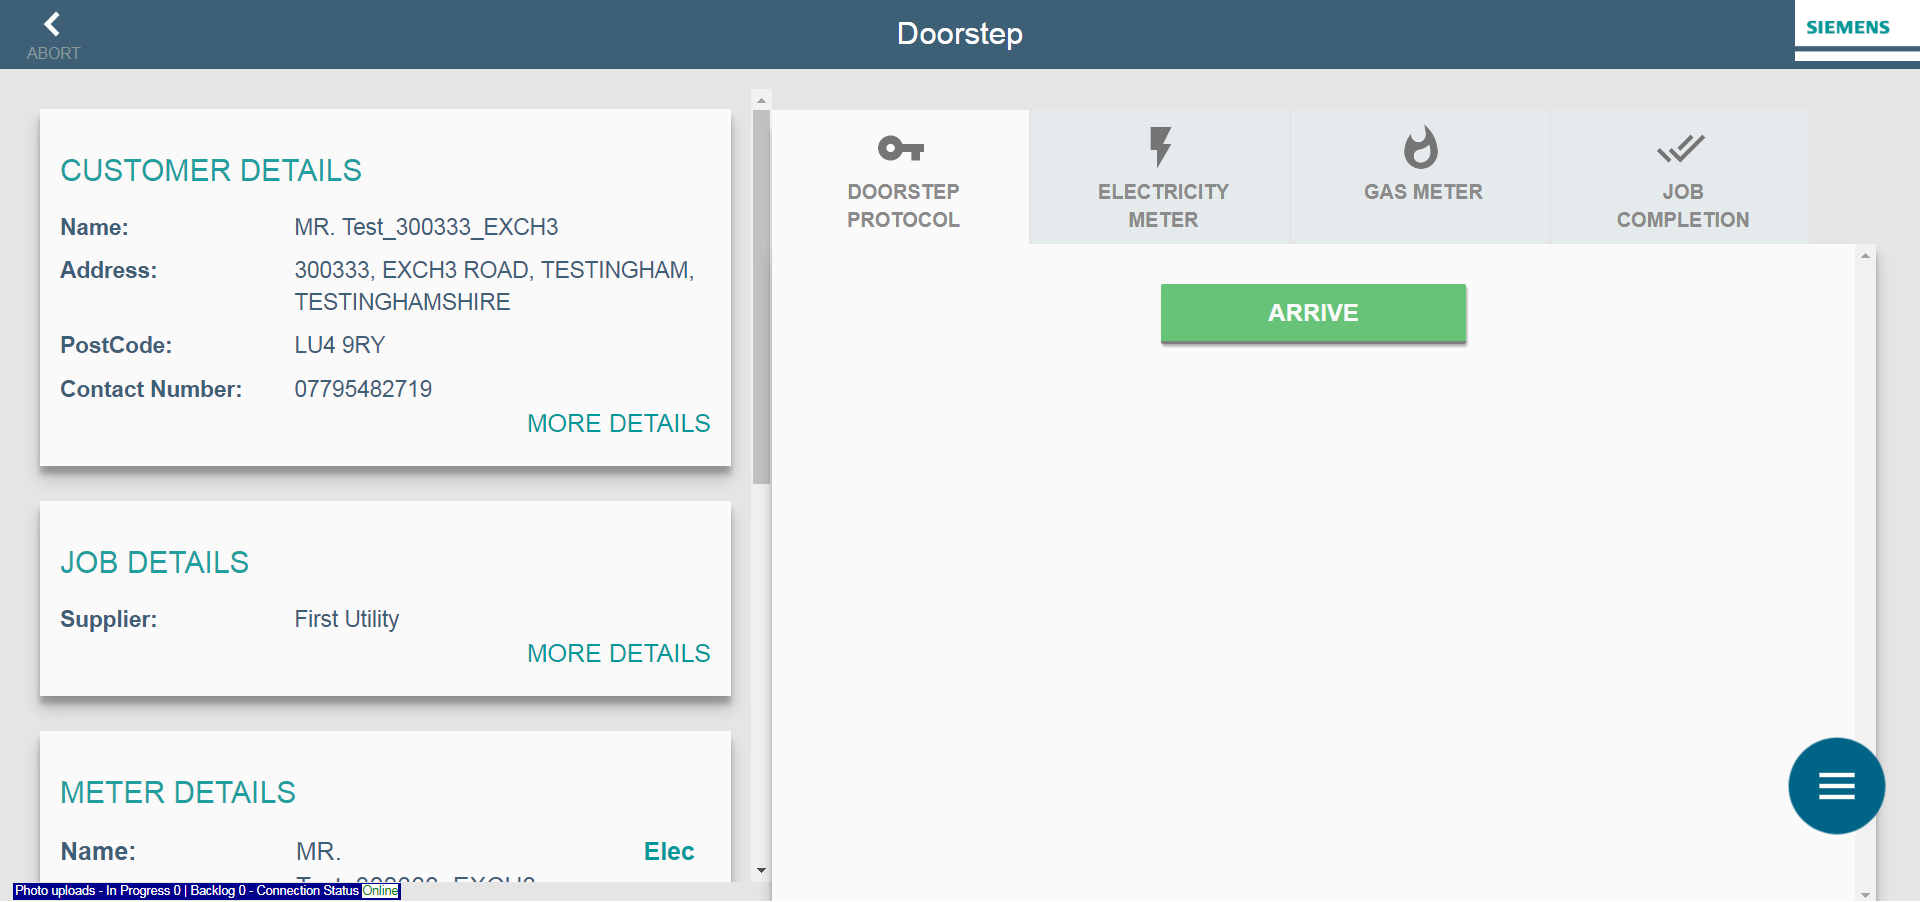 ABORT
Doorstep
SIEMENS
CUSTOMER DETAILS
Name: MR. Test_300333_EXCH3
Address: 300333, EXCH3 ROAD, TESTINGHAM,
TESTINGHAMSHIRE
PostCode: LU4 9RY
Contact Number: 07795482719
MORE DETAILS
JOB DETAILS
Supplier: First Utility
MORE DETAILS
METER DETAILS
Name: MR. Elec
DOORSTEP
PROTOCOL
ELECTRICITY
METER
GAS METER
JOB
COMPLETION
ARRIVE
Photo uploads - In Progress 0 | Backlog 0 - Connection Status Online